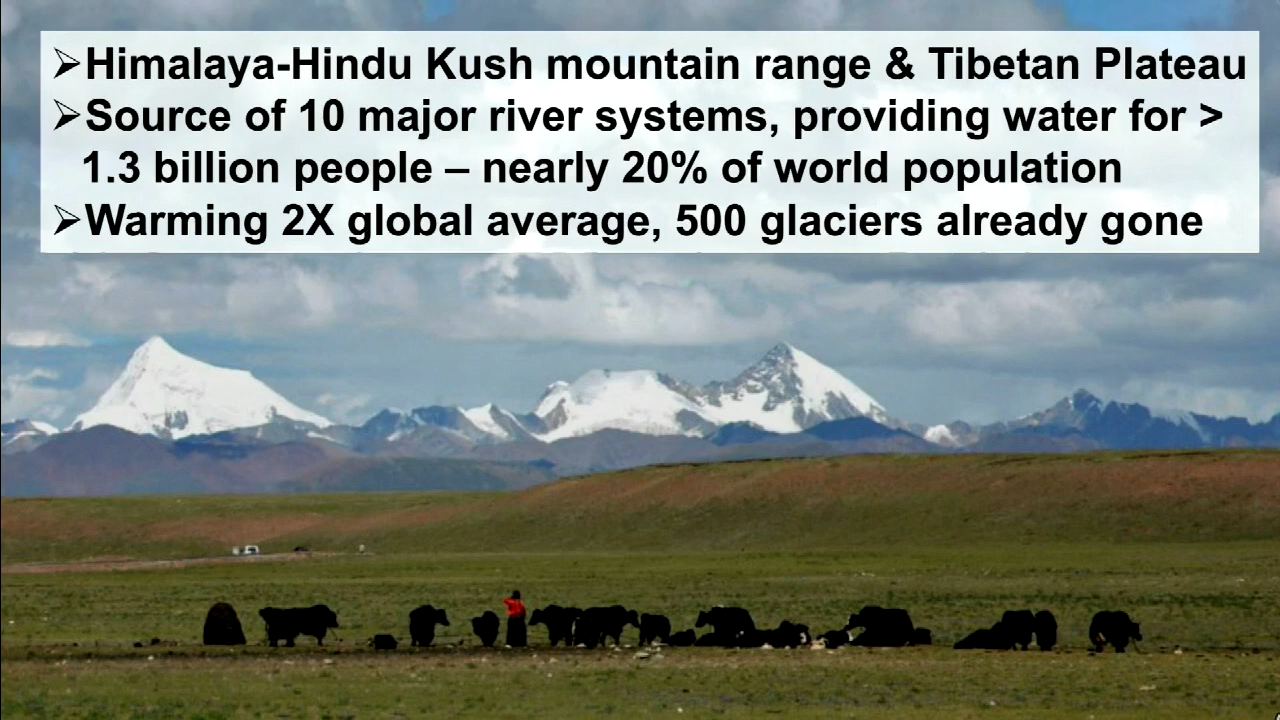 ➢Himalaya-Hindu Kush mountain range & Tibetan Plateau
➢Source of 10 major river systems, providing water for >
1.3 billion people – nearly 20% of world population
➢Warming 2X global average, 500 glaciers already gone